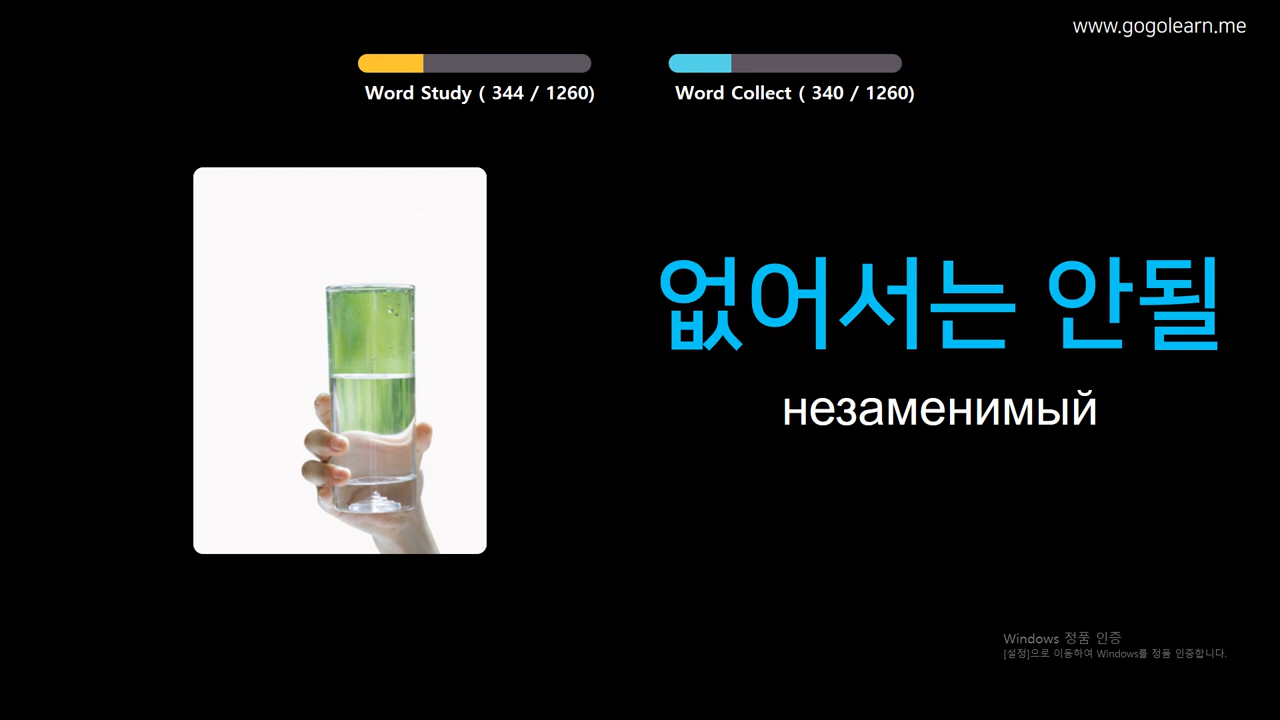 www.gogolearn.me
Word Study ( 344 / 1260)
Word Collect ( 340 / 1260)
없어서는 안될
незаменимый
Windows 정품 인증
[설정]으로 이동하여 Windows를 정품 인증합니다.